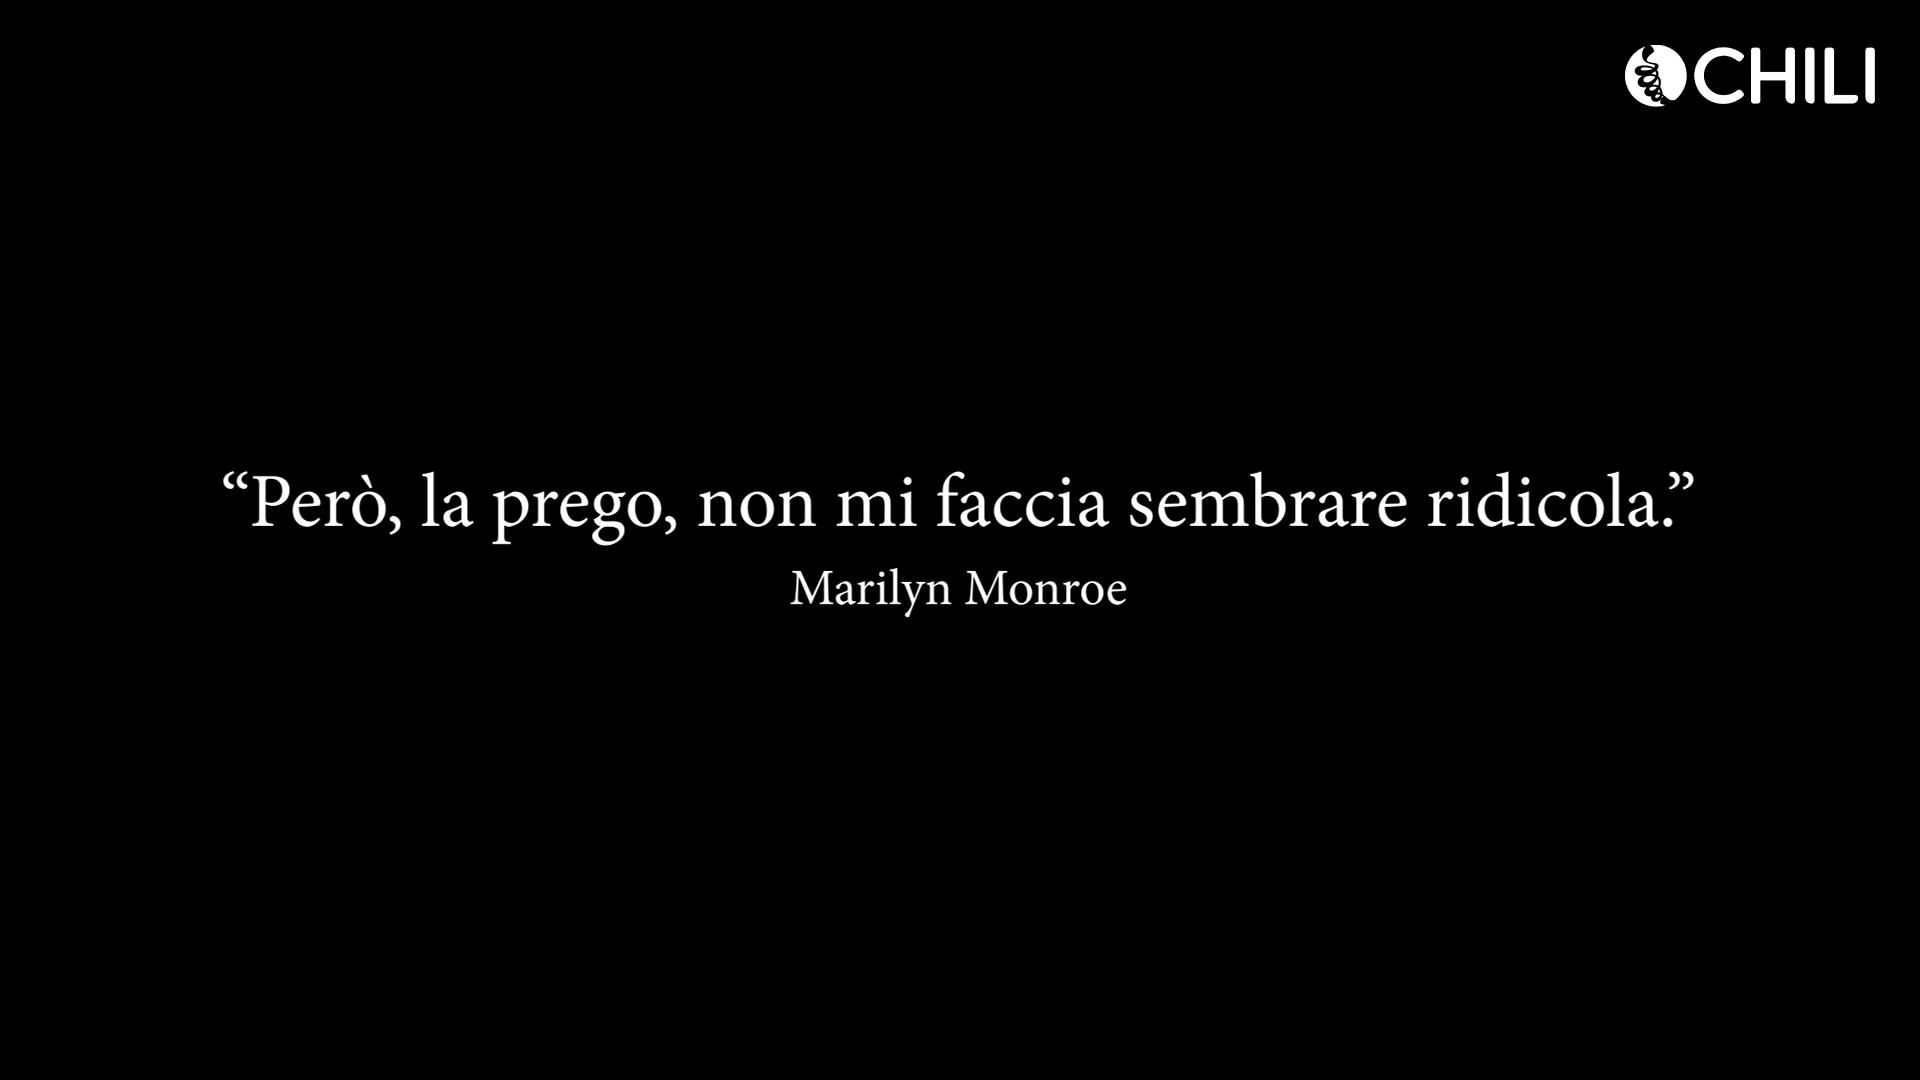 CHILI
“Però, la prego, non mi faccia sembrare ridicola.”
Marilyn Monroe